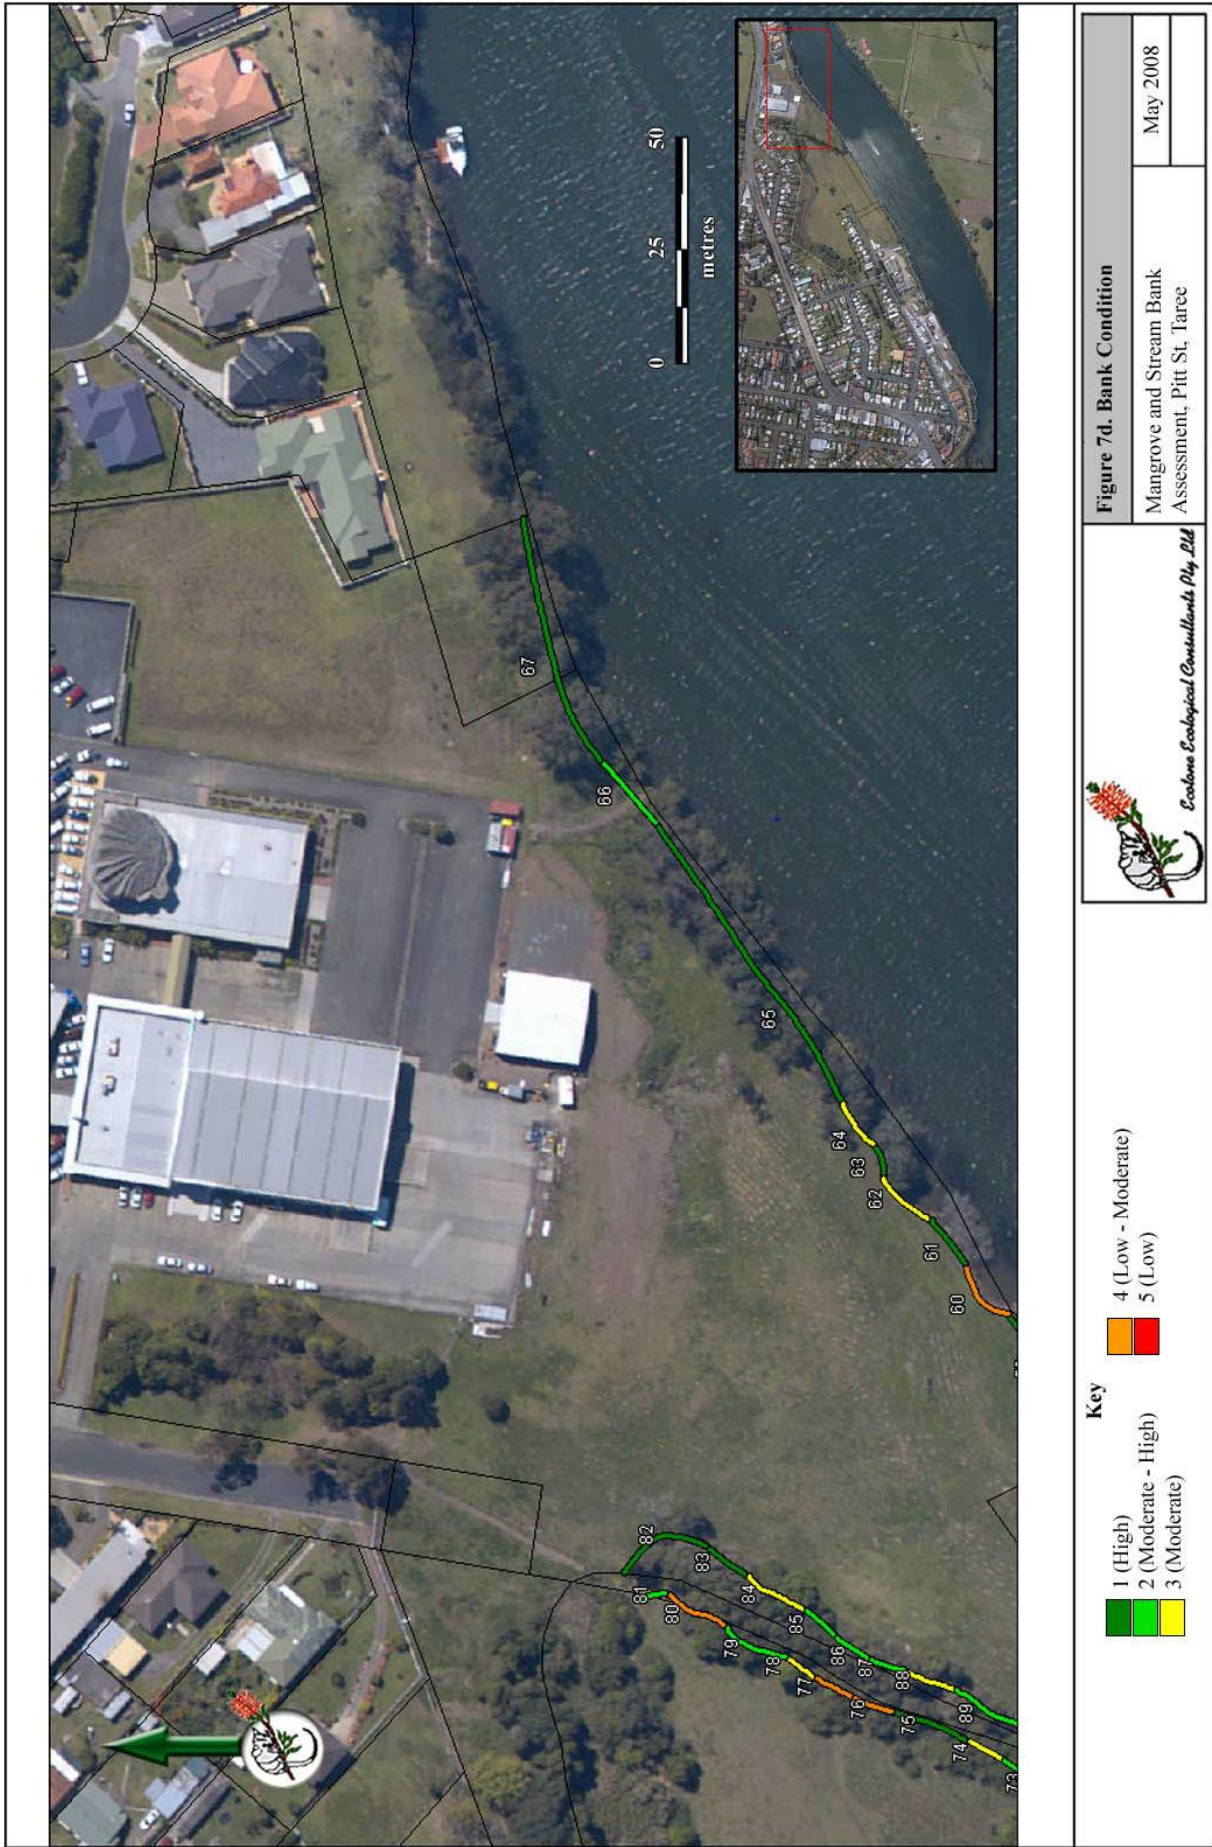 67
66
65
64
63
62
61
60
82
83
81
80
84
85
79
86
78
87
77
88
76
89
75
74
73
0
25
50
metres
Key
1 (High)
2 (Moderate - High)
3 (Moderate)
4 (Low - Moderate)
5 (Low)
Ecotone Ecological Consultants Pty Ltd
Figure 7d. Bank Condition
Mangrove and Stream Bank
Assessment, Pitt St, Taree
May 2008